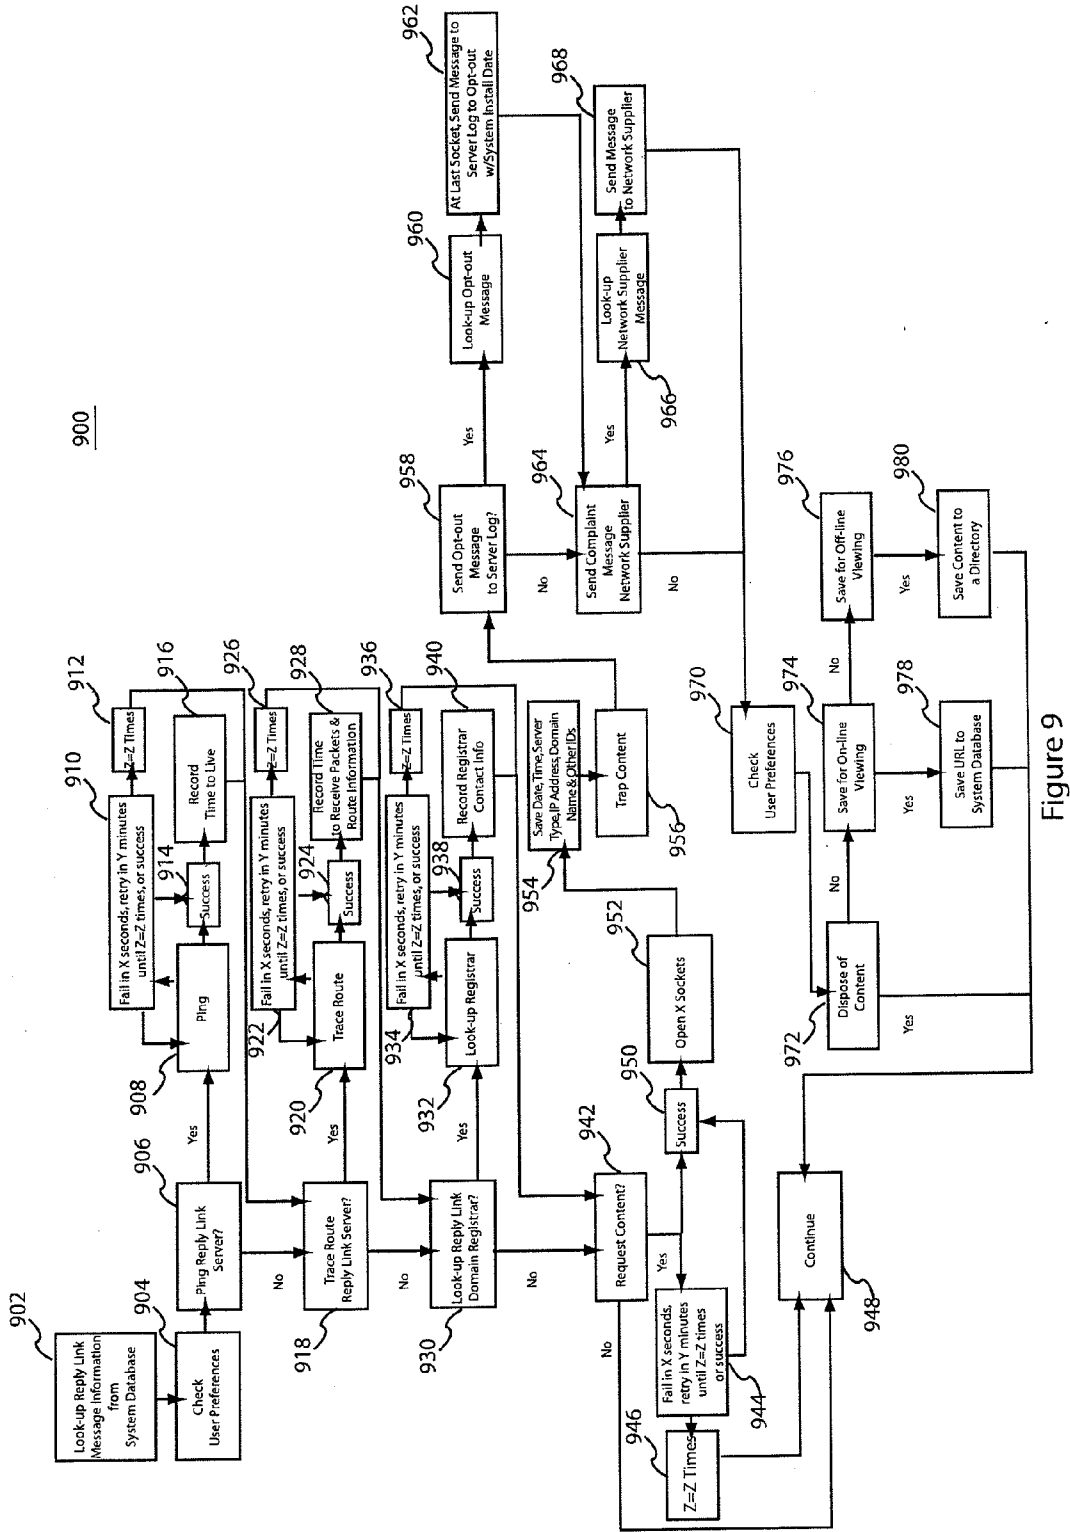 900
902
Look-up Reply Link
Message Information
from
System Database
904
Check
User Preferences
906
Ping Reply Link
Server?
Yes
No
908
Ping
910
Fail in X seconds, retry in Y minutes
until Z=Z times, or success
912
Z=Z Times
914
Success
916
Record
Time to Live
918
Trace Route
Reply Link Server?
Yes
No
920
Trace Route
922
Fail in X seconds, retry in Y minutes
until Z=Z times, or success
924
Success
926
Z=Z Times
928
Record Time
to Receive Packets &
Route Information
930
Look-up Reply Link
Domain Registrar?
Yes
No
932
Look-up Registrar
934
Fail in X seconds, retry in Y minutes
until Z=Z times, or success
936
Z=Z Times
938
Success
940
Record Registrar
Contact Info
942
Request Content?
No
Yes
944
Fail in X seconds,
retry in Y minutes
until Z=Z times
or success
946
Z=Z Times
948
Continue
950
Success
952
Open X Sockets
954
Save Date, Time, Server
Type, IP Address, Domain
Name & Other IDs
956
Trap Content
958
Send Opt-out
Message
to Server Log?
Yes
No
960
Look-up Opt-out
Message
962
At Last Socket, Send Message to
Server Log to Opt-out
w/System Install Date
964
Send Complaint
Message
Network Supplier
Yes
No
966
Look-up
Network Supplier
Message
968
Send Message
to Network Supplier
970
Check
User Preferences
972
Dispose of
Content
No
Yes
974
Save for On-line
Viewing
No
Yes
976
Save for Off-line
Viewing
Yes
978
Save URL to
System Database
980
Save Content to
a Directory
Figure 9